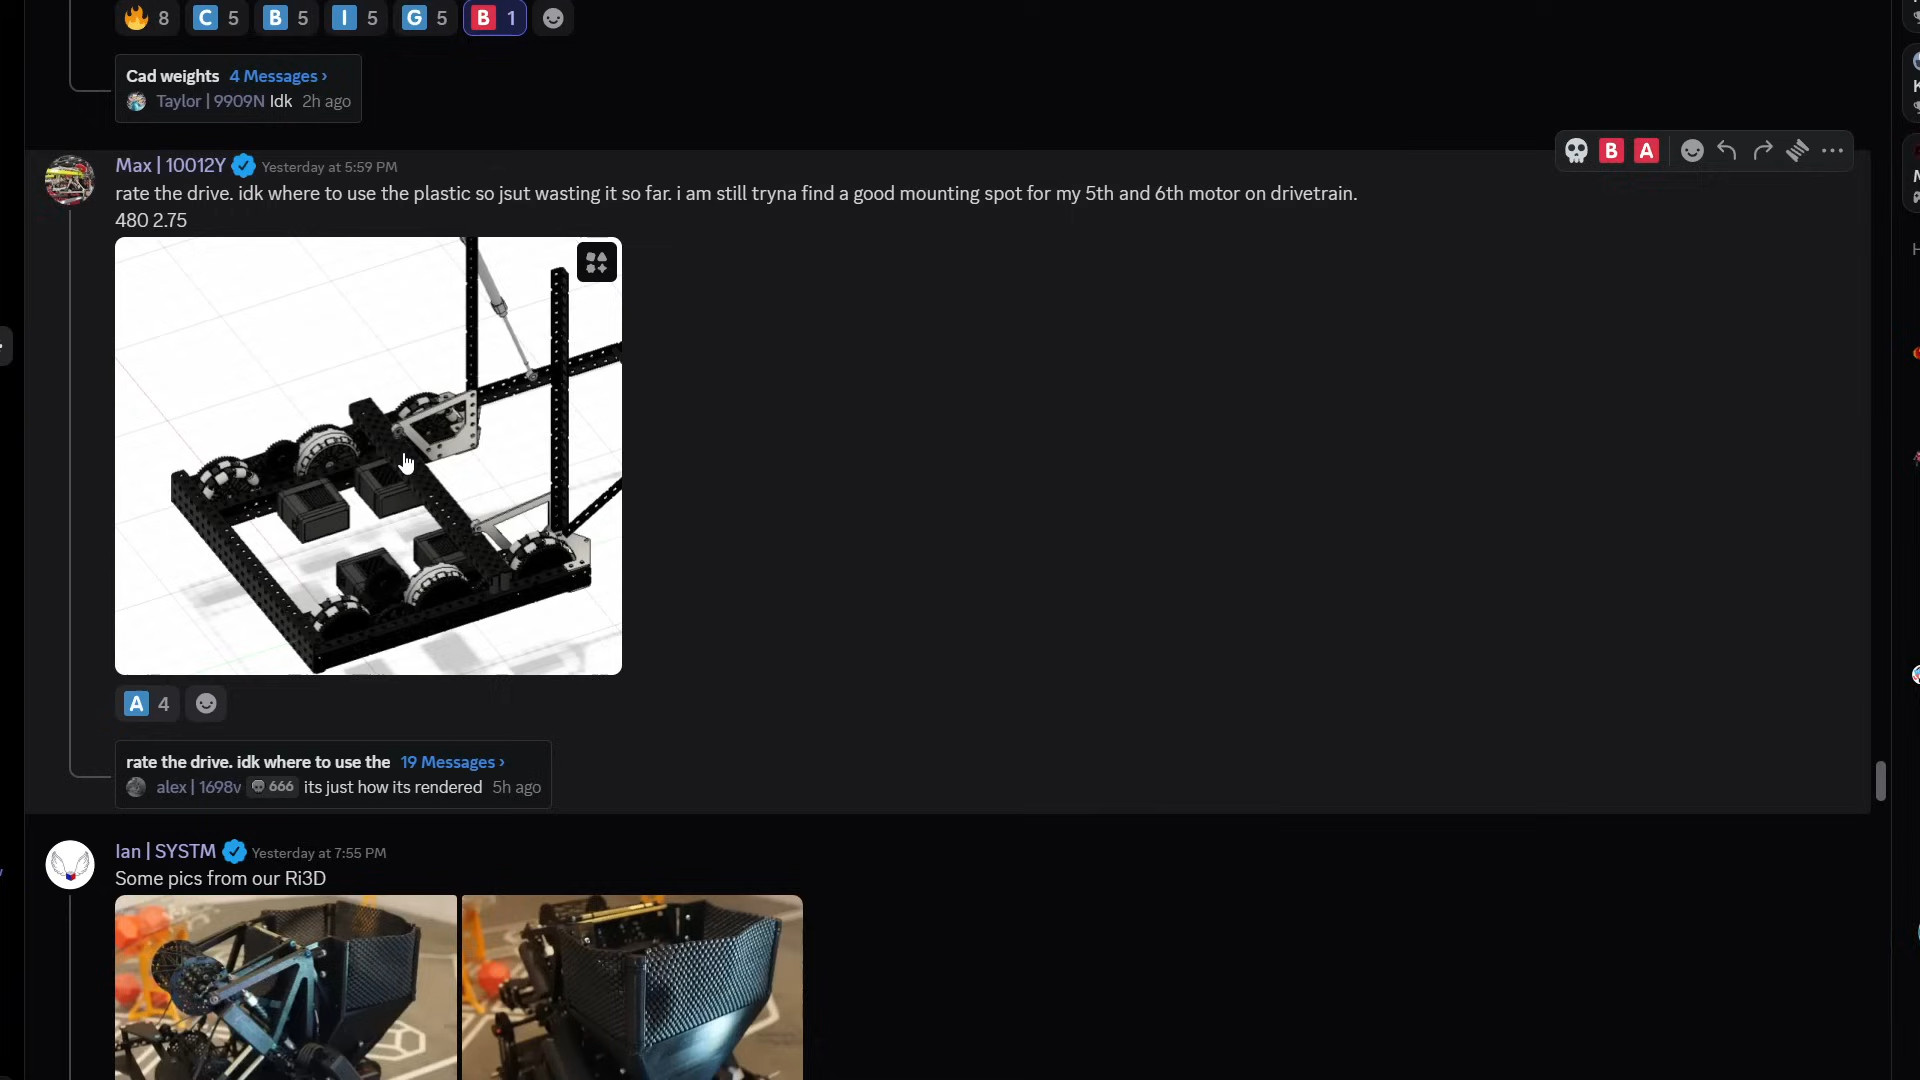 8 C 5 B 5 I 5 G 5 B 1
Cad weights 4 Messages ›
Taylor | 9909N Idk 2h ago
B A
Max | 10012Y Yesterday at 5:59 PM
rate the drive. idk where to use the plastic so jsut wasting it so far. i am still tryna find a good mounting spot for my 5th and 6th motor on drivetrain.
480 2.75
A 4
rate the drive. idk where to use the 19 Messages ›
alex | 1698v 666 its just how its rendered 5h ago
Ian | SYSTM Yesterday at 7:55 PM
Some pics from our Ri3D